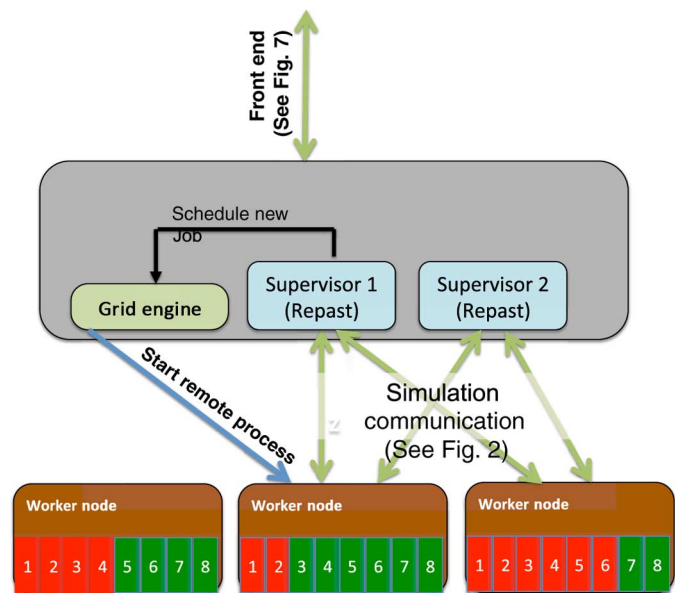 Front end
(See Fig. 7)
Schedule new
Job
Grid engine
Supervisor 1
(Repast)
Supervisor 2
(Repast)
Start remote process
Simulation
communication
(See Fig. 2)
z
Worker node
1 2 3 4 5 6 7 8
Worker node
1 2 3 4 5 6 7 8
Worker node
1 2 3 4 5 6 7 8